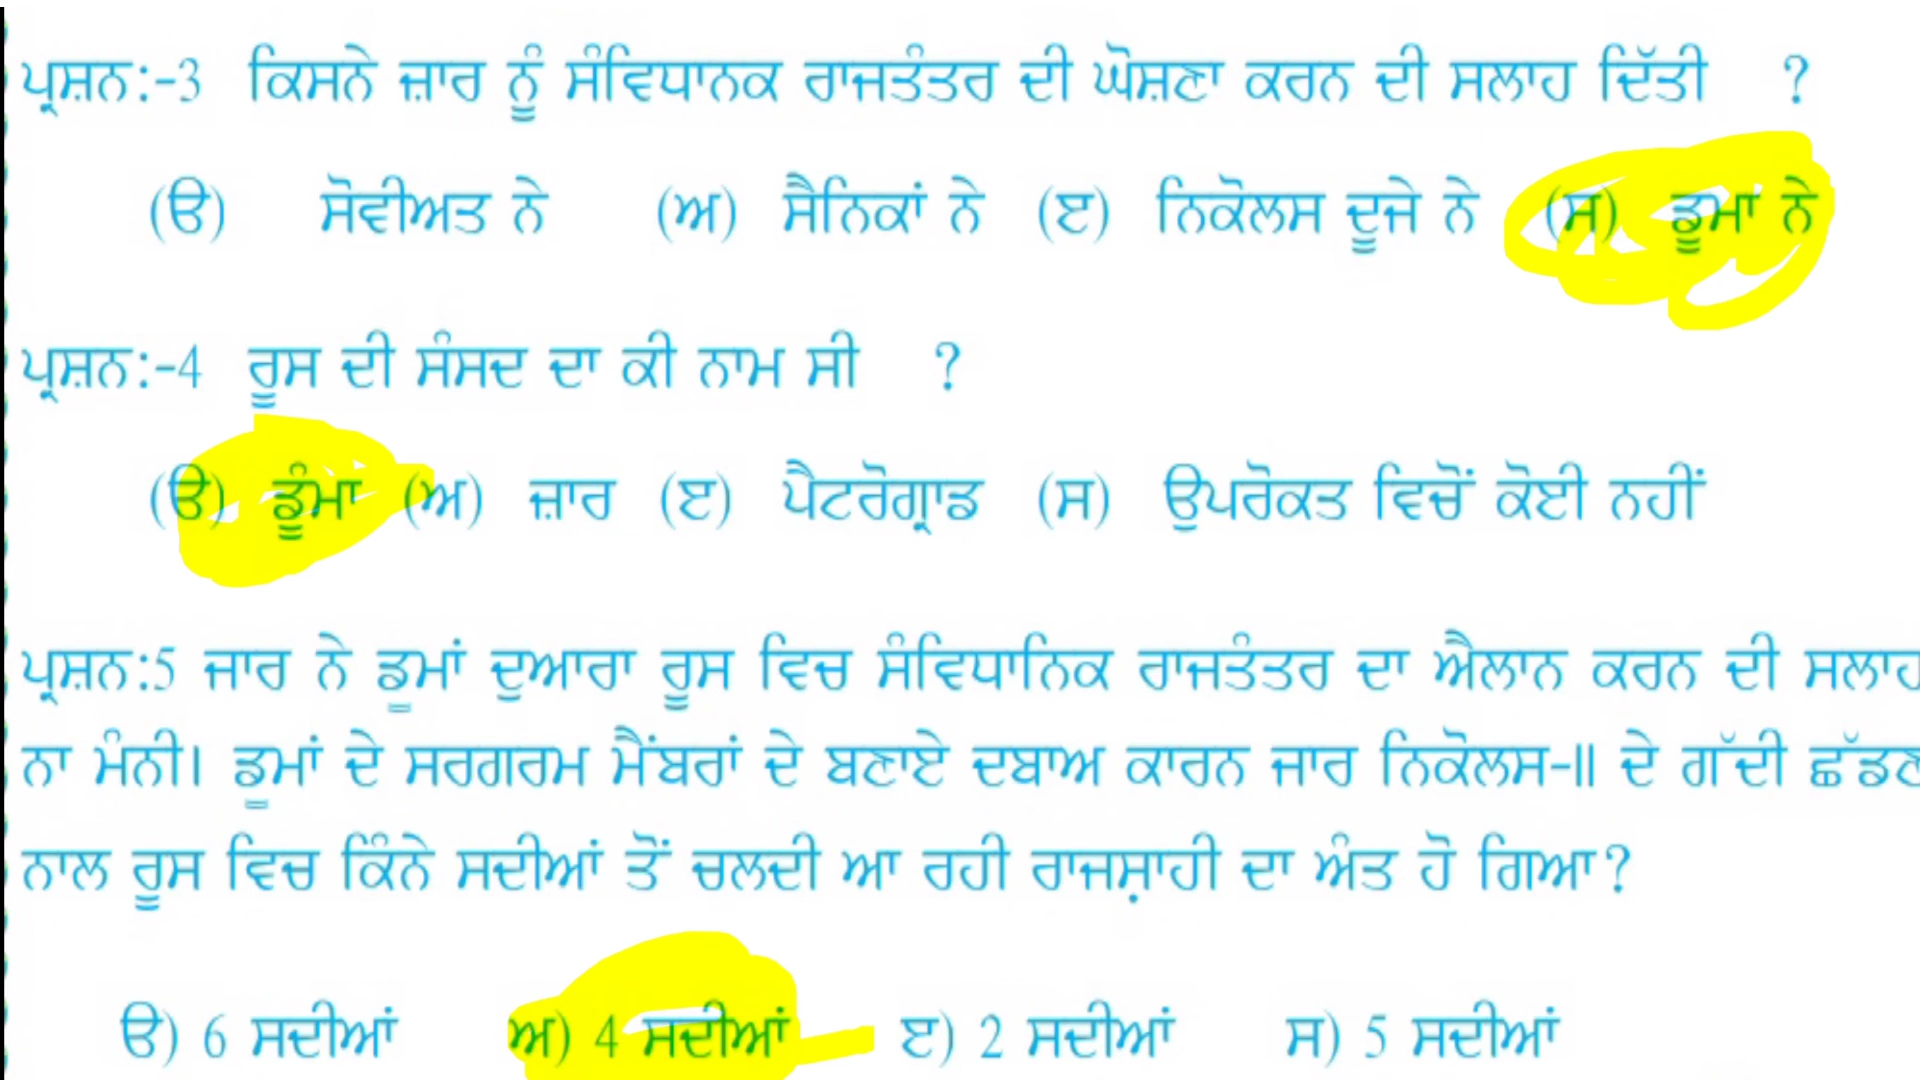 ਪ੍ਰਸ਼ਨ:-3 ਕਿਸਨੇ ਜ਼ਾਰ ਨੂੰ ਸੰਵਿਧਾਨਕ ਰਾਜਤੰਤਰ ਦੀ ਘੋਸ਼ਣਾ ਕਰਨ ਦੀ ਸਲਾਹ ਦਿੱਤੀ ?
(ੳ) ਸੋਵੀਅਤ ਨੇ (ਅ) ਸੈਨਿਕਾਂ ਨੇ (ੲ) ਨਿਕੋਲਸ ਦੂਜੇ ਨੇ (ਸ) ਡੂਮਾਂ ਨੇ
ਪ੍ਰਸ਼ਨ:-4 ਰੂਸ ਦੀ ਸੰਸਦ ਦਾ ਕੀ ਨਾਮ ਸੀ ?
(ੳ) ਡੂੰਮਾ (ਅ) ਜ਼ਾਰ (ੲ) ਪੈਟਰੋਗ੍ਰਾਡ (ਸ) ਉਪਰੋਕਤ ਵਿਚੋਂ ਕੋਈ ਨਹੀਂ
ਪ੍ਰਸ਼ਨ:5 ਜਾਰ ਨੇ ਡੁਮਾਂ ਦੁਆਰਾ ਰੂਸ ਵਿਚ ਸੰਵਿਧਾਨਿਕ ਰਾਜਤੰਤਰ ਦਾ ਐਲਾਨ ਕਰਨ ਦੀ ਸਲਾਹ
ਨਾ ਮੰਨੀ। ਡੁਮਾਂ ਦੇ ਸਰਗਰਮ ਮੈਂਬਰਾਂ ਦੇ ਬਣਾਏ ਦਬਾਅ ਕਾਰਨ ਜਾਰ ਨਿਕੋਲਸ-॥ ਦੇ ਗੱਦੀ ਛੱਡਣ
ਨਾਲ ਰੂਸ ਵਿਚ ਕਿੰਨੇ ਸਦੀਆਂ ਤੋਂ ਚਲਦੀ ਆ ਰਹੀ ਰਾਜਸ਼ਾਹੀ ਦਾ ਅੰਤ ਹੋ ਗਿਆ?
ੳ) 6 ਸਦੀਆਂ ਅ) 4 ਸਦੀਆਂ ੲ) 2 ਸਦੀਆਂ ਸ) 5 ਸਦੀਆਂ